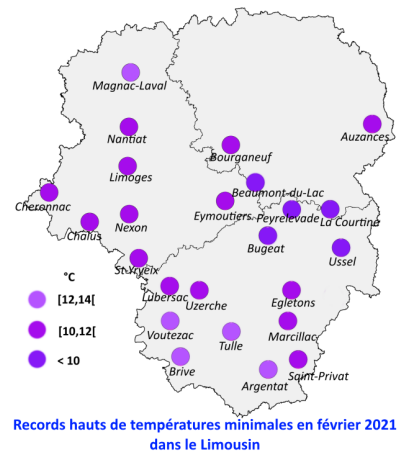 Magnac-Laval
Nantiat
Bourganeuf
Auzances
Limoges
Beaumont-du-Lac
Cheronnac
Eymoutiers
Peyrelevade
La Courtine
Chalus
Nexon
Bugeat
Ussel
St-Yryeix
°C
[12,14[
Lubersac
Uzerche
Egletons
[10,12[
Voutezac
Tulle
Marcillac
< 10
Brive
Argentat
Saint-Privat
Records hauts de températures minimales en février 2021
dans le Limousin